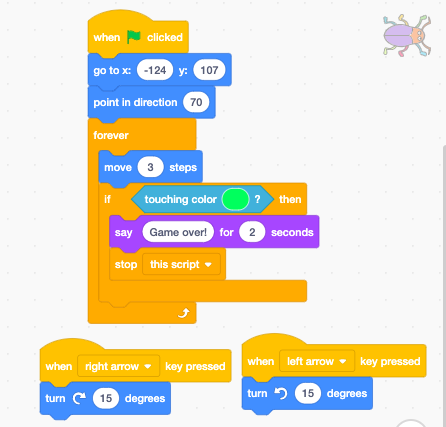 when clicked
go to x: -124 y: 107
point in direction 70
forever
move 3 steps
if touching color ? then
say Game over! for 2 seconds
stop this script
when right arrow key pressed
turn 15 degrees
when left arrow key pressed
turn 15 degrees